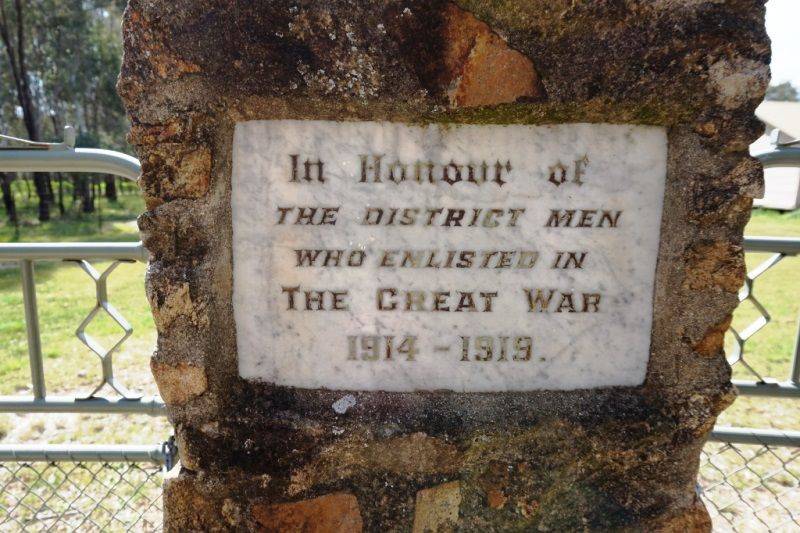 In Honour of
THE DISTRICT MEN
WHO ENLISTED IN
THE GREAT WAR
1914 - 1919.